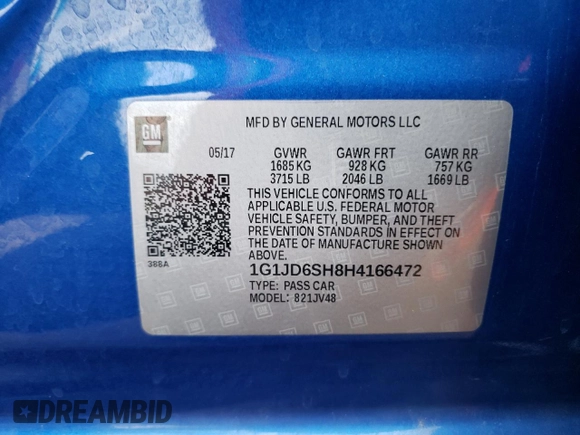 GM
MFD BY GENERAL MOTORS LLC
05/17 GVWR GAWR FRT GAWR RR
1685 KG 928 KG 757 KG
3715 LB 2046 LB 1669 LB
THIS VEHICLE CONFORMS TO ALL
APPLICABLE U.S. FEDERAL MOTOR
VEHICLE SAFETY, BUMPER, AND THEFT
PREVENTION STANDARDS IN EFFECT ON
THE DATE OF MANUFACTURE SHOWN
ABOVE.
388A
1G1JD6SH8H4166472
TYPE: PASS CAR
MODEL: 821JV48
DREAMBID